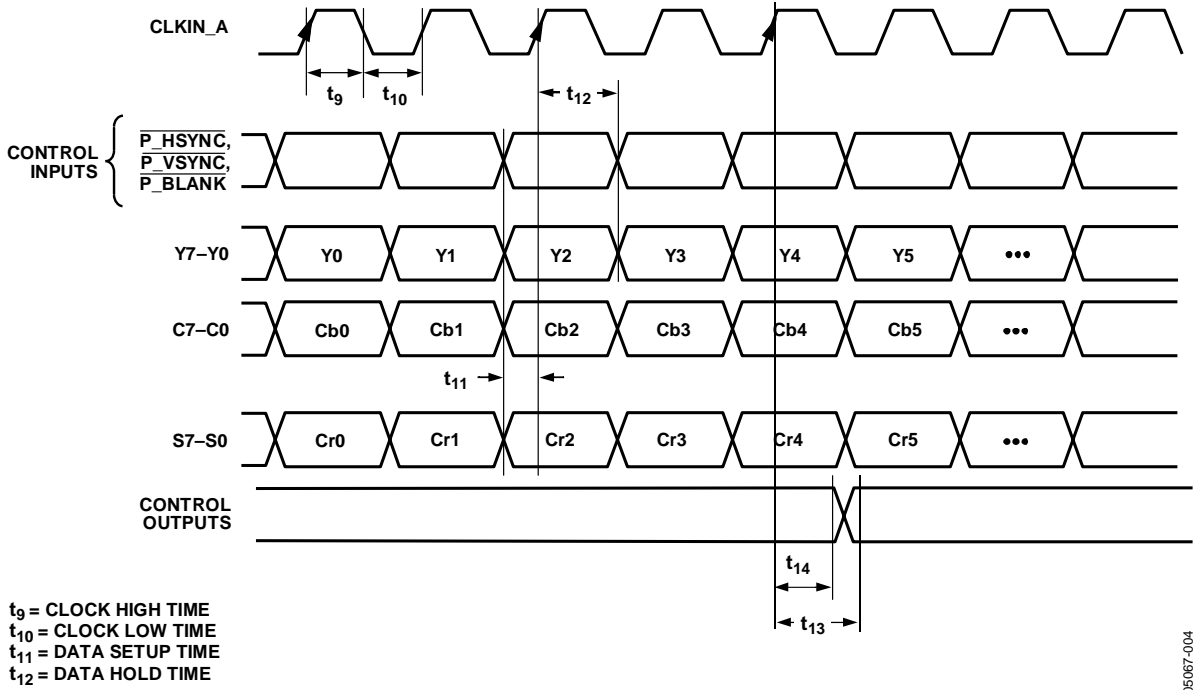 CLKIN_A
t9
t10
t12
CONTROL
INPUTS
P_HSYNC,
P_VSYNC,
P_BLANK
Y7–Y0
Y0
Y1
Y2
Y3
Y4
Y5
•••
C7–C0
Cb0
Cb1
Cb2
Cb3
Cb4
Cb5
•••
t11
S7–S0
Cr0
Cr1
Cr2
Cr3
Cr4
Cr5
•••
CONTROL
OUTPUTS
t14
t13
t9 = CLOCK HIGH TIME
t10 = CLOCK LOW TIME
t11 = DATA SETUP TIME
t12 = DATA HOLD TIME
05067-004